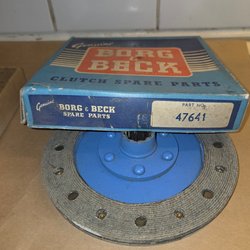 Genuine
BORG &
BECK
CLUTCH SPARE PARTS
Genuine
BORG & BECK
SPARE PARTS
PART NO.
47641